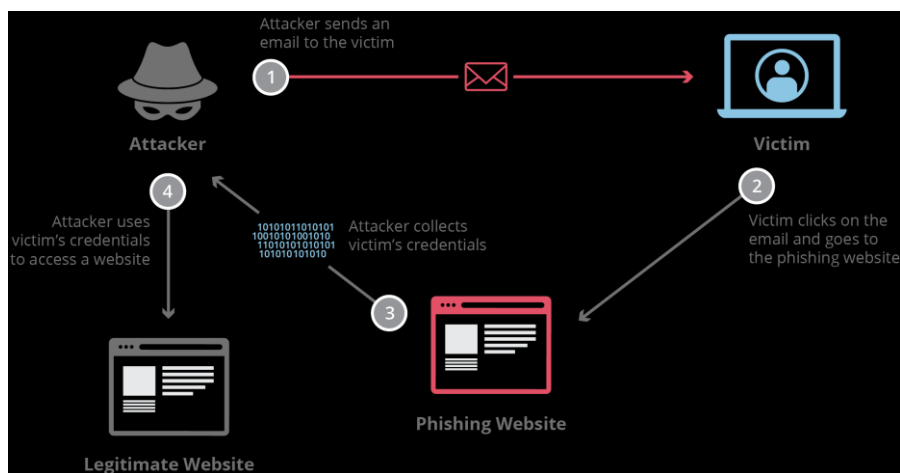 Attacker sends an
email to the victim
1
Attacker
Victim
4
2
Attacker uses
victim's credentials
to access a website
10101011010101
10010101001010
11010101010101
101010101010
Attacker collects
victim's credentials
Victim clicks on the
email and goes to
the phishing website
3
Phishing Website
Legitimate Website